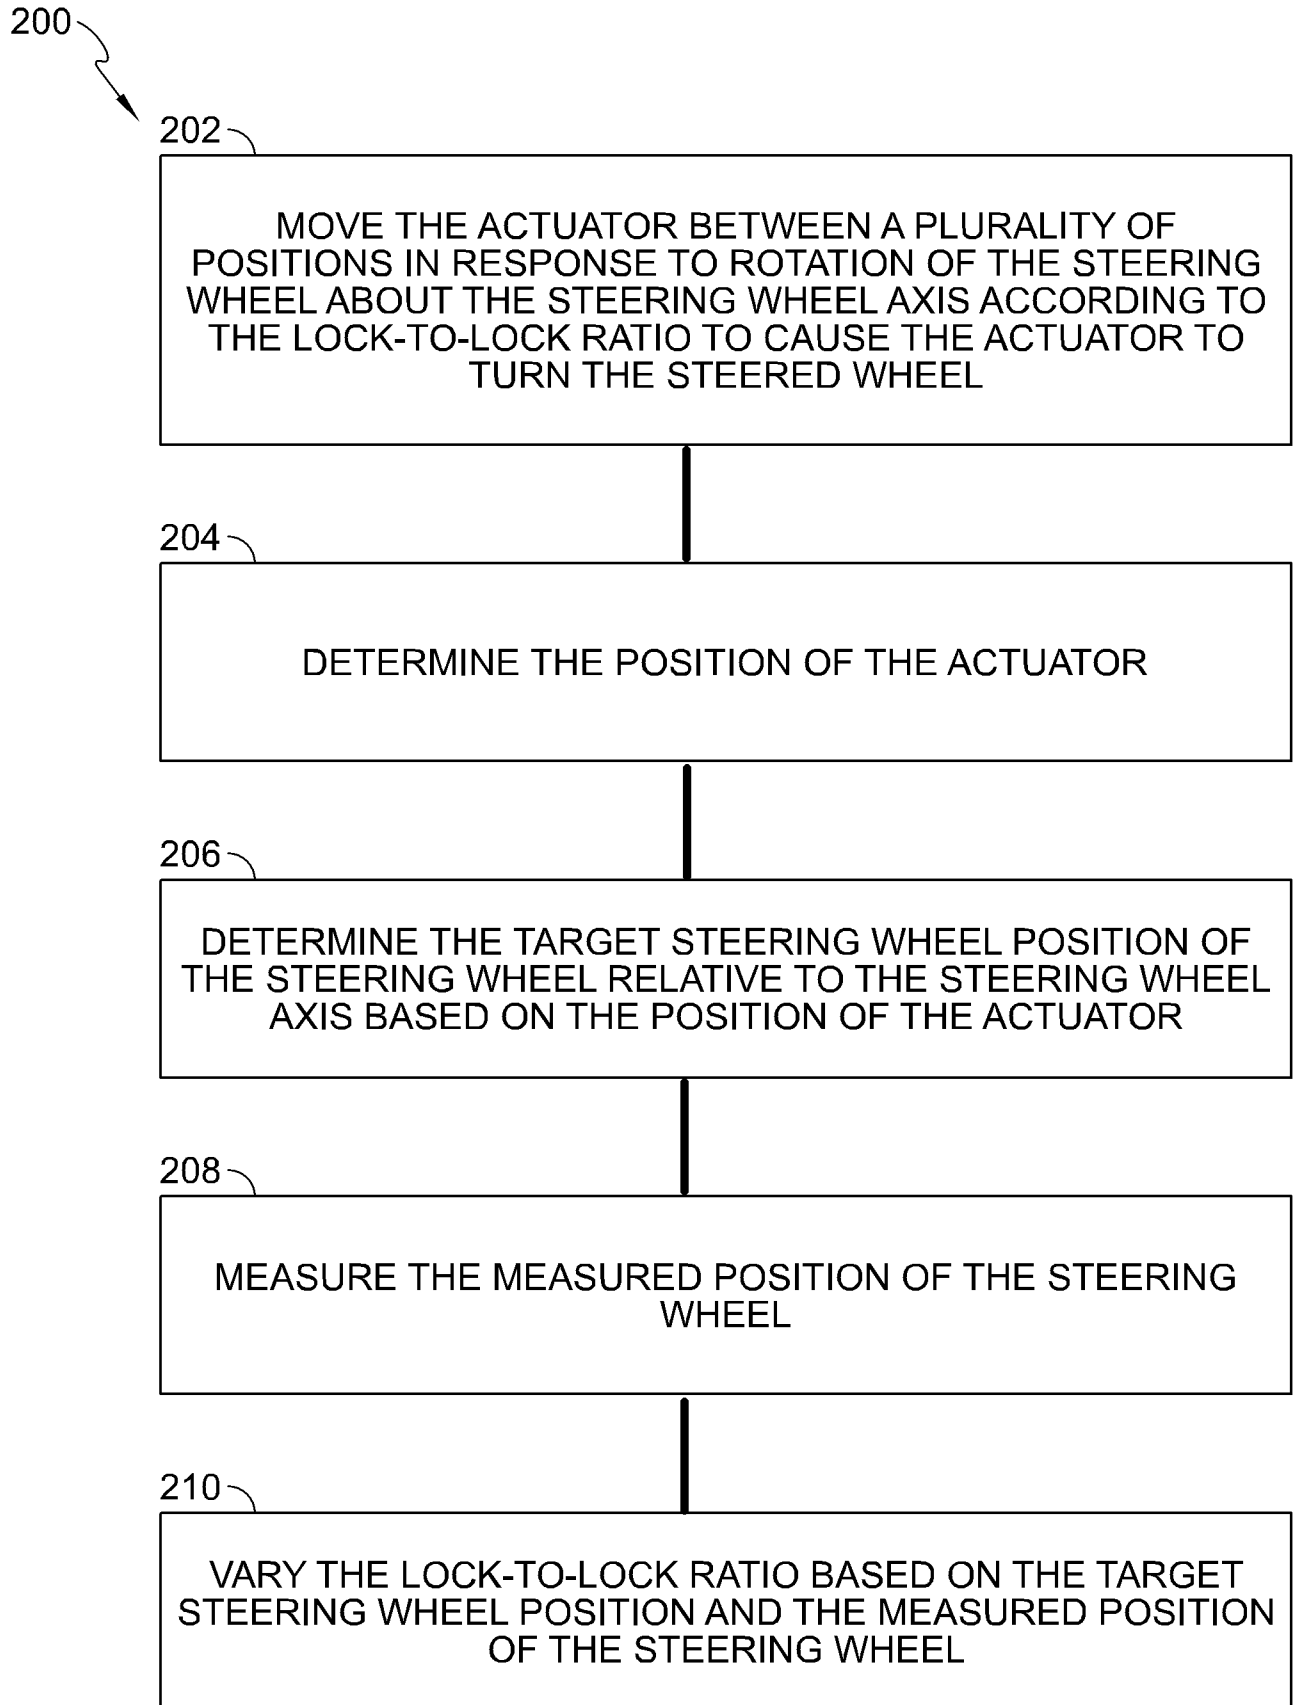 200
202
MOVE THE ACTUATOR BETWEEN A PLURALITY OF
POSITIONS IN RESPONSE TO ROTATION OF THE STEERING
WHEEL ABOUT THE STEERING WHEEL AXIS ACCORDING TO
THE LOCK-TO-LOCK RATIO TO CAUSE THE ACTUATOR TO
TURN THE STEERED WHEEL
204
DETERMINE THE POSITION OF THE ACTUATOR
206
DETERMINE THE TARGET STEERING WHEEL POSITION OF
THE STEERING WHEEL RELATIVE TO THE STEERING WHEEL
AXIS BASED ON THE POSITION OF THE ACTUATOR
208
MEASURE THE MEASURED POSITION OF THE STEERING
WHEEL
210
VARY THE LOCK-TO-LOCK RATIO BASED ON THE TARGET
STEERING WHEEL POSITION AND THE MEASURED POSITION
OF THE STEERING WHEEL